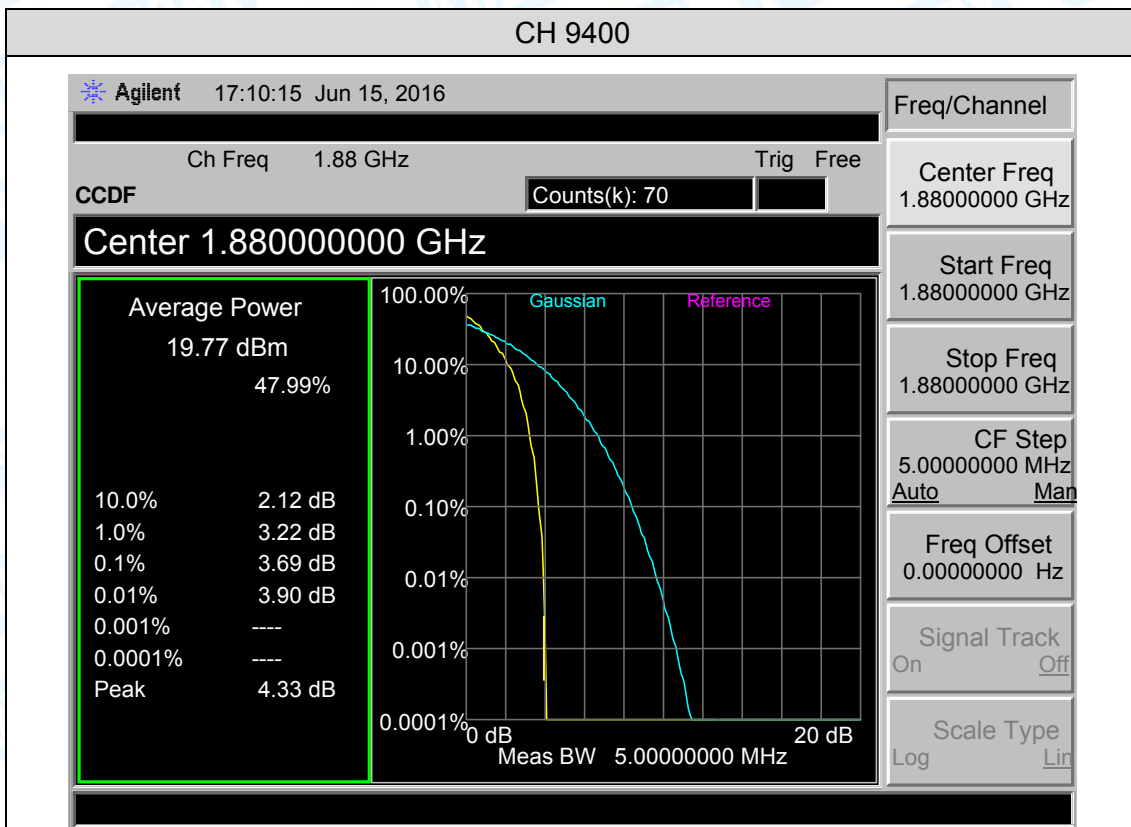 CH 9400
Agilent 17:10:15 Jun 15, 2016
Freq/Channel
Ch Freq 1.88 GHz Trig Free
CCDF Counts(k): 70
Center 1.880000000 GHz
Average Power
19.77 dBm
47.99%
10.0% 2.12 dB
1.0% 3.22 dB
0.1% 3.69 dB
0.01% 3.90 dB
0.001% ----
0.0001% ----
Peak 4.33 dB
Gaussian Reference
100.00%
10.00%
1.00%
0.10%
0.01%
0.001%
0.0001%
0 dB 20 dB
Meas BW 5.00000000 MHz
Center Freq
1.88000000 GHz
Start Freq
1.88000000 GHz
Stop Freq
1.88000000 GHz
CF Step
5.00000000 MHz
Auto Man
Freq Offset
0.00000000 Hz
Signal Track
On Off
Scale Type
Log Lin